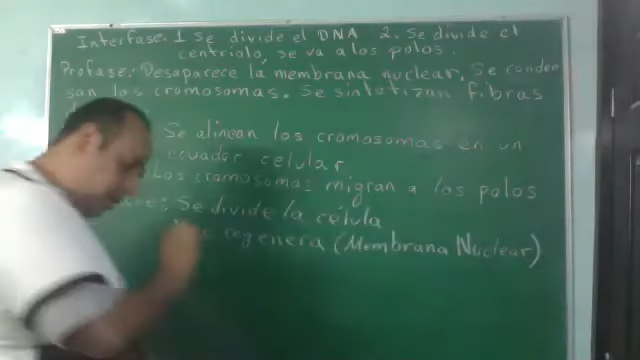 Interfase. 1 Se divide el DNA 2. Se divide el
centriolo, se va a los polos.
Profase: Desaparece la membrana nuclear, Se conden
san los cromosomas. Se sintetizan fibras
Se alinean los cromosomas en un
ecuador celular
Los cromosomas migran a los polos
Se divide la célula
regenera (Membrana Nuclear)